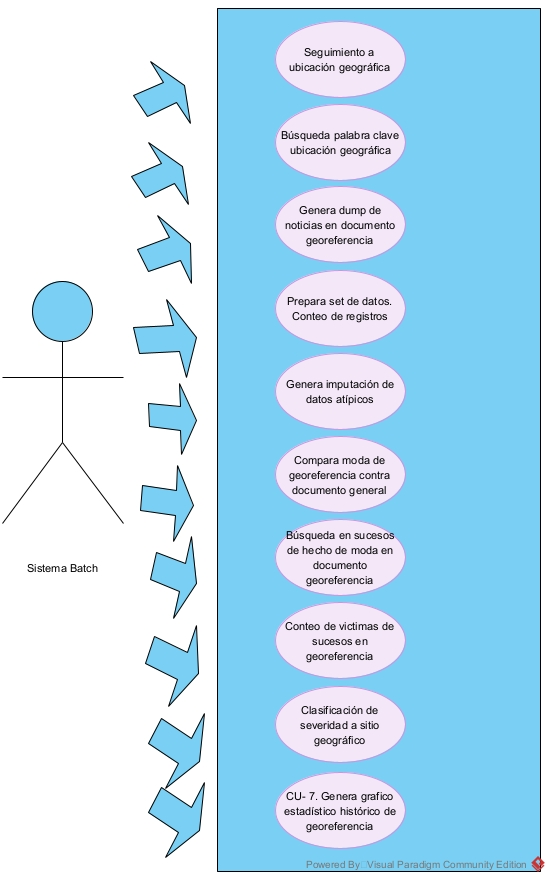 Seguimiento a
ubicación geográfica
Búsqueda palabra clave
ubicación geográfica
Genera dump de
noticias en documento
georeferencia
Prepara set de datos.
Conteo de registros
Genera imputación de
datos atípicos
Compara moda de
georeferencia contra
documento general
Búsqueda en sucesos
de hecho de moda en
documento
georeferencia
Sistema Batch
Conteo de victimas de
sucesos en
georeferencia
Clasificación de
severidad a sitio
geográfico
CU- 7. Genera grafico
estadístico histórico de
georeferencia
Powered By Visual Paradigm Community Edition